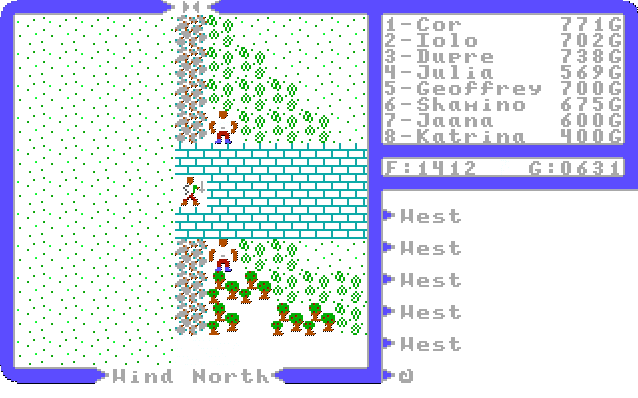 1-Cor 771G
2-Iolo 702G
3-Dupre 738G
4-Julia 569G
5-Geoffrey 700G
6-Shamino 675G
7-Jaana 600G
8-Katrina 400G
F:1412 G:0631
West
West
West
West
West
Wind North